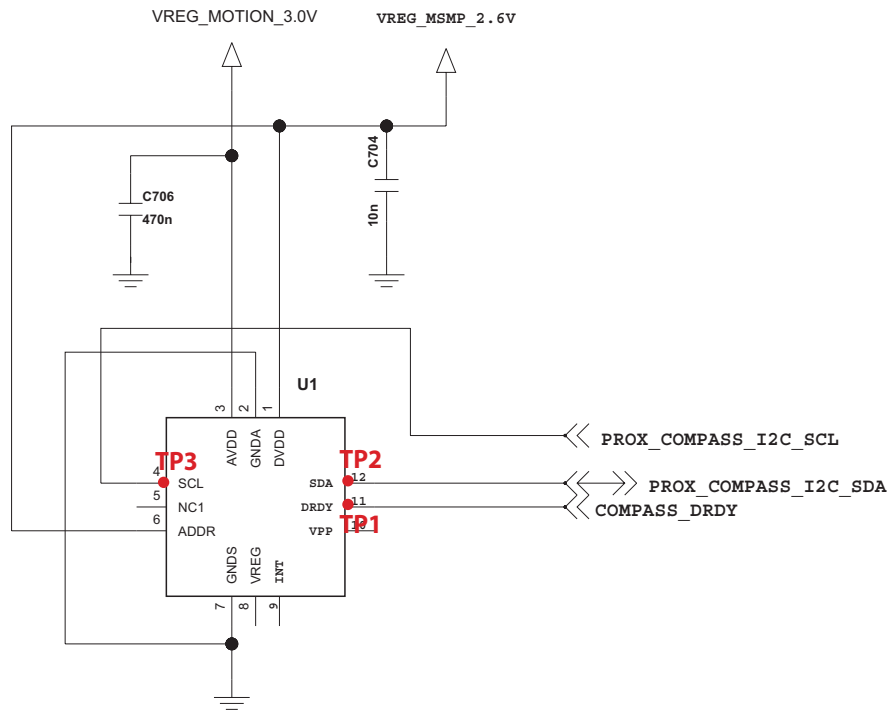 VREG_MOTION_3.0V
VREG_MSMP_2.6V
C704
10n
C706
470n
U1
3
2
1
AVDD
GNDA
DVDD
PROX_COMPASS_I2C_SCL
TP3
4
SCL
TP2
SDA
12
PROX_COMPASS_I2C_SDA
5
NC1
DRDY
11
COMPASS_DRDY
6
ADDR
VPP
TP1
10
GNDS
VREG
INT
7
8
9